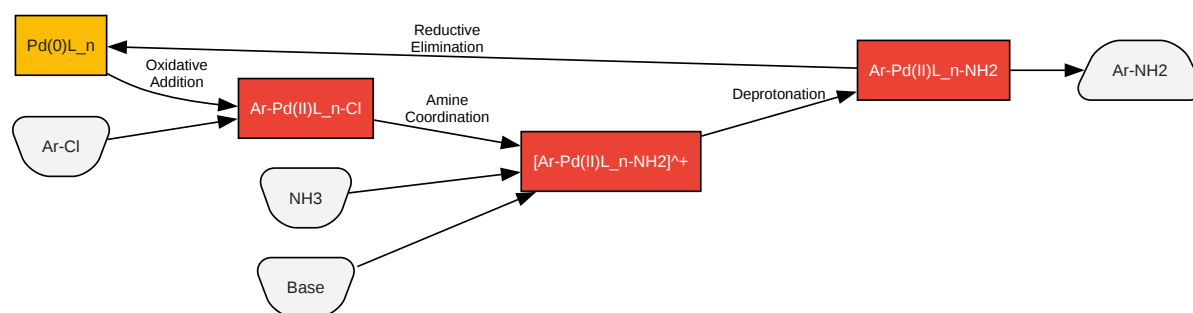 Pd(0)L_n
Oxidative
Addition
Ar-Cl
Ar-Pd(II)L_n-Cl
Amine
Coordination
NH3
Base
[Ar-Pd(II)L_n-NH2]^+
Reductive
Elimination
Deprotonation
Ar-Pd(II)L_n-NH2
Ar-NH2